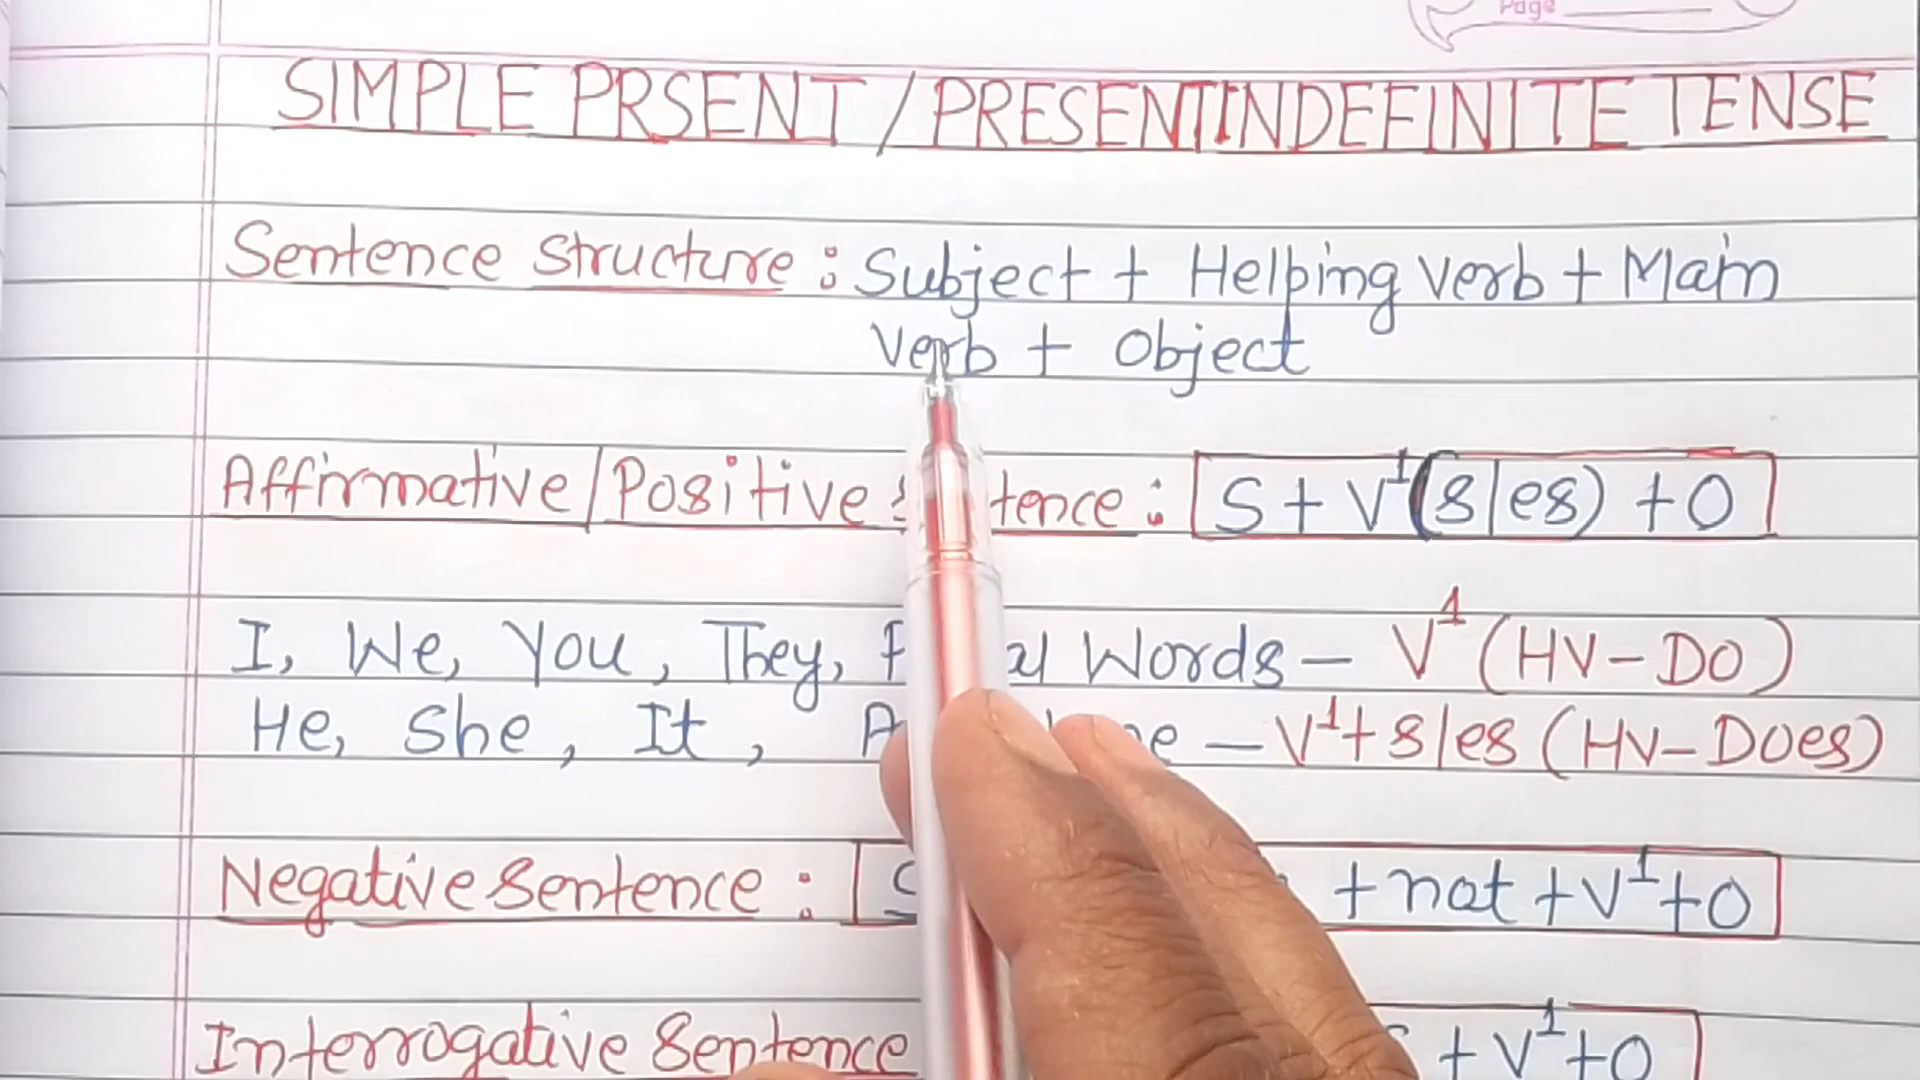 Page
SIMPLE PRSENT / PRESENT INDEFINITE TENSE
Sentence Structure : Subject + Helping Verb + Main
Verb + Object
Affirmative/Positive : S + V¹(s/es) + O
I, We, You, They, Words – V¹ (HV – DO)
He, She, It, – V¹ + s/es (HV – Does)
Negative Sentence : + not + V¹ + O
Interrogative Sentence + V¹ + O